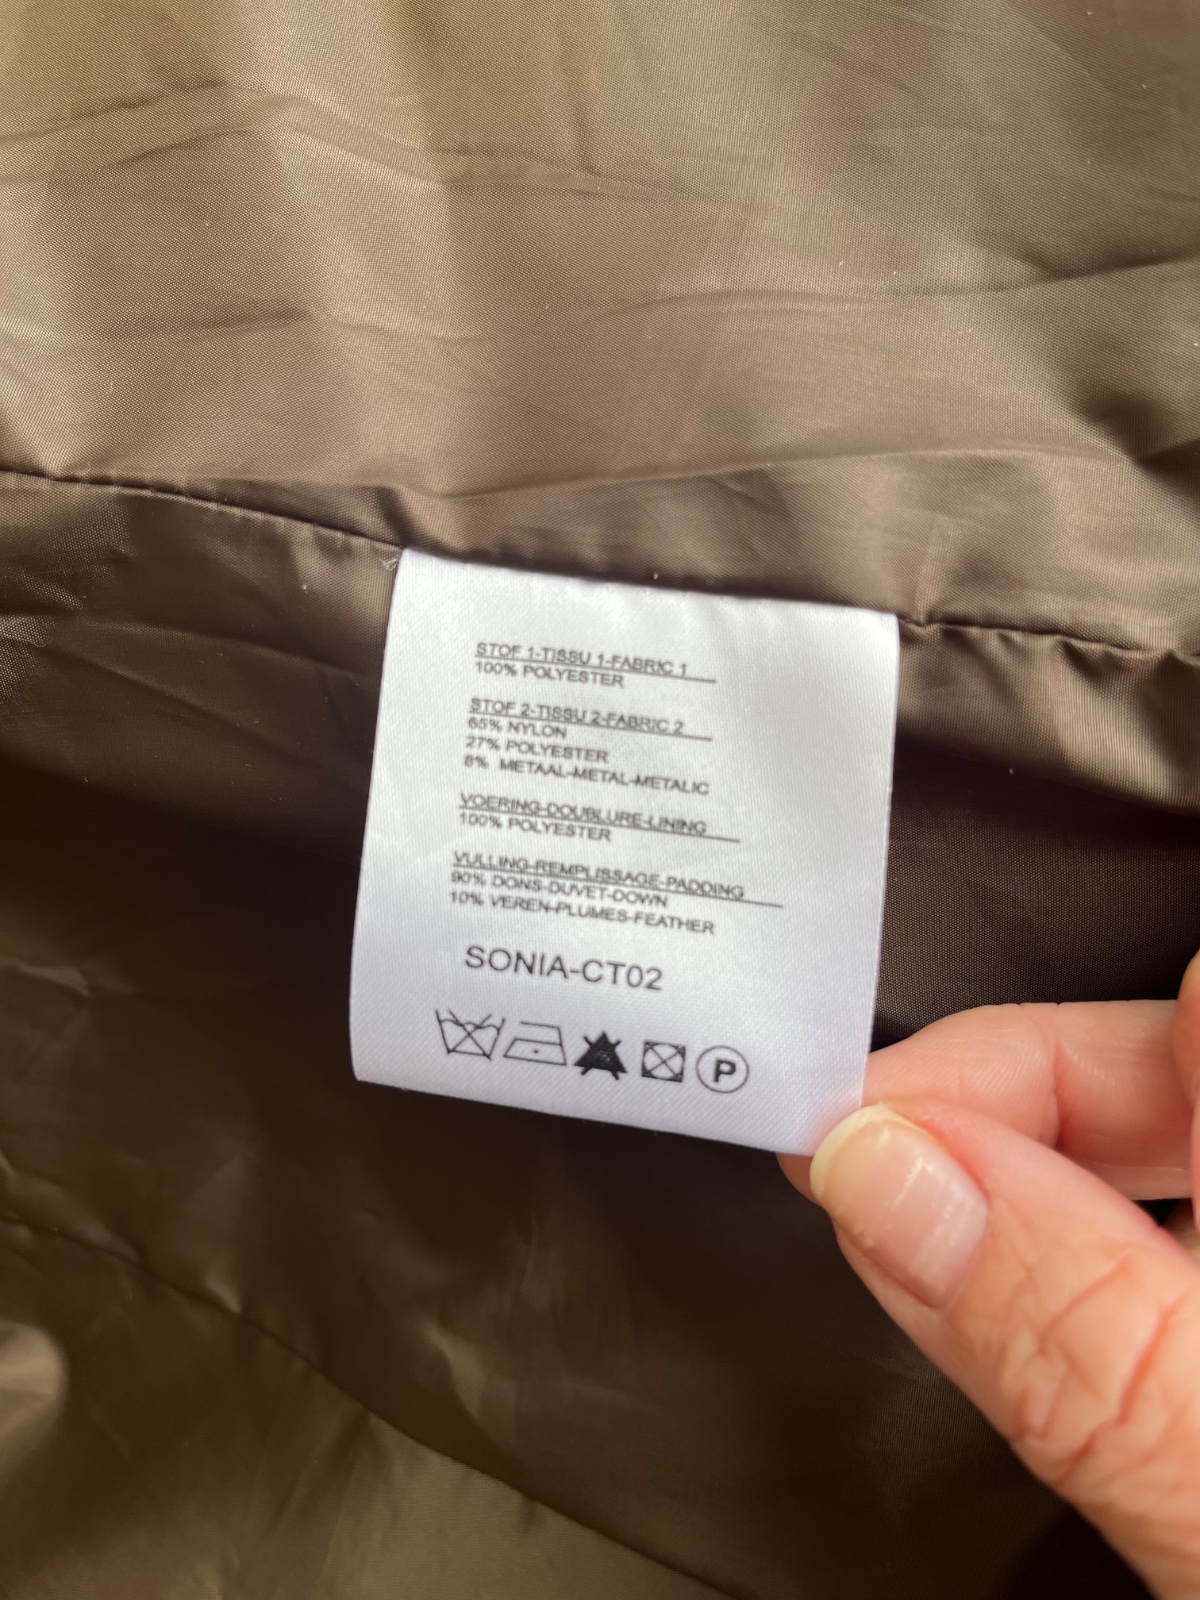 STOF 1-TISSU 1-FABRIC 1
100% POLYESTER
STOF 2-TISSU 2-FABRIC 2
65% NYLON
27% POLYESTER
8% METAAL-METAL-METALIC
VOERING-DOUBLURE-LINING
100% POLYESTER
VULLING-REMPLISSAGE-PADDING
90% DONS-DUVET-DOWN
10% VEREN-PLUMES-FEATHER
SONIA-CT02
P